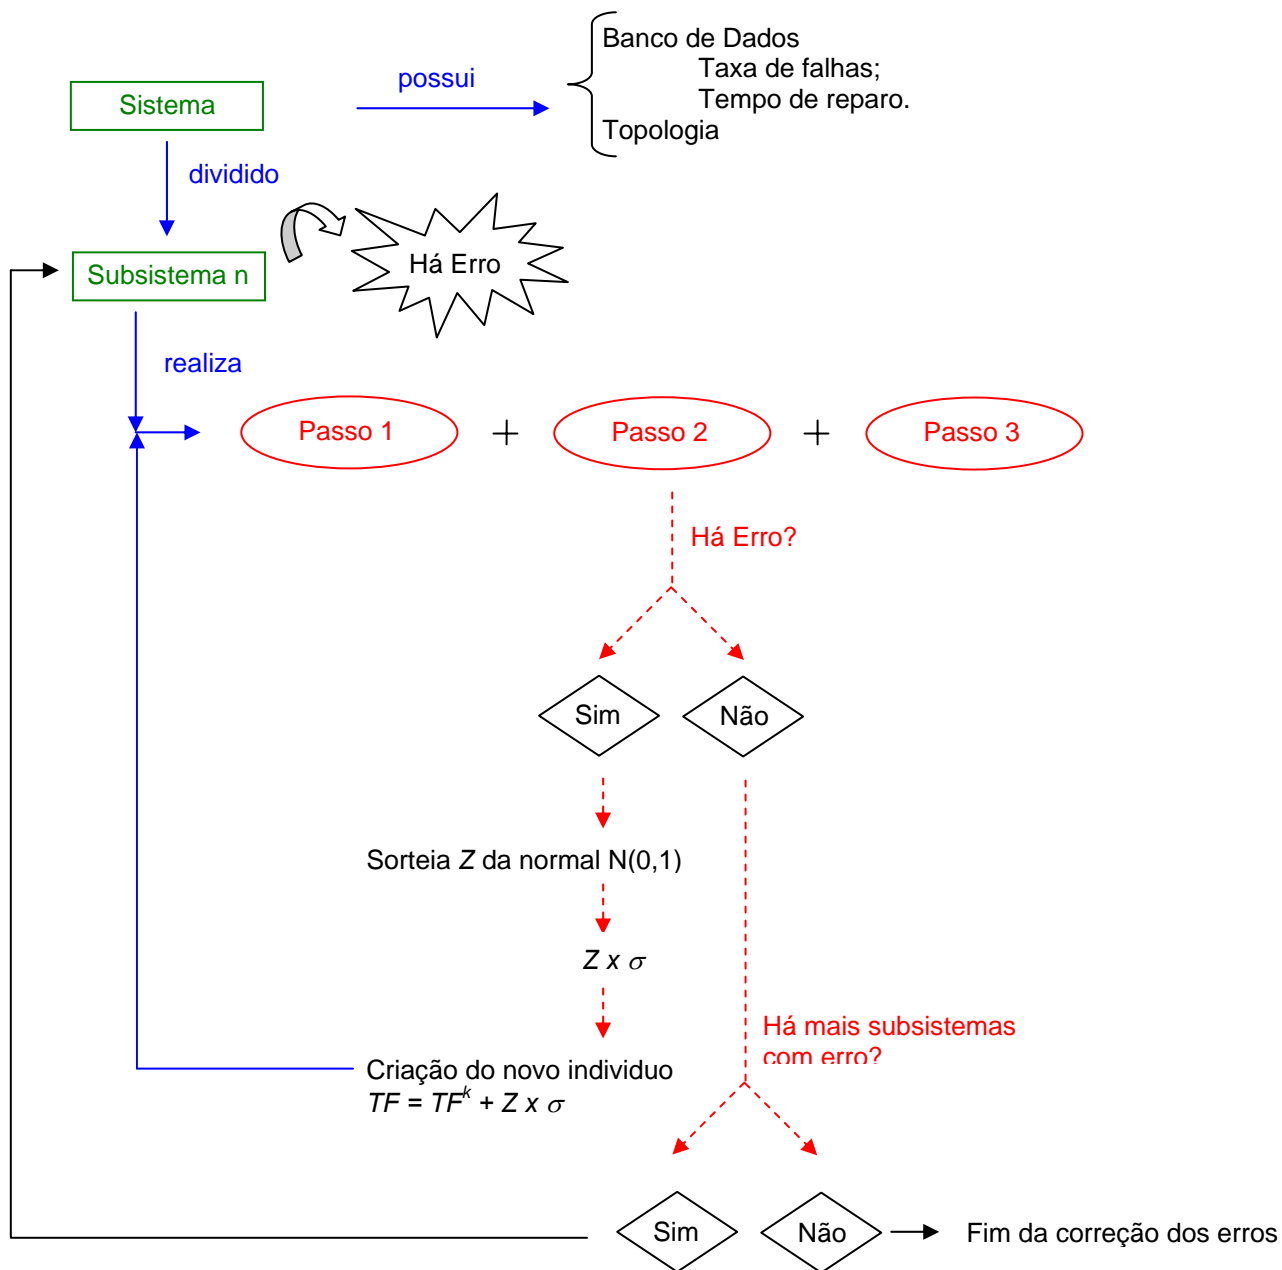 Banco de Dados
Taxa de falhas;
Tempo de reparo.
Topologia
possui
Sistema
dividido
Há Erro
Subsistema n
realiza
Passo 1 + Passo 2 + Passo 3
Há Erro?
Sim
Não
Sorteia Z da normal N(0,1)
Z x σ
Há mais subsistemas
com erro?
Criação do novo individuo
TF = TF^k + Z x σ
Sim
Não
Fim da correção dos erros